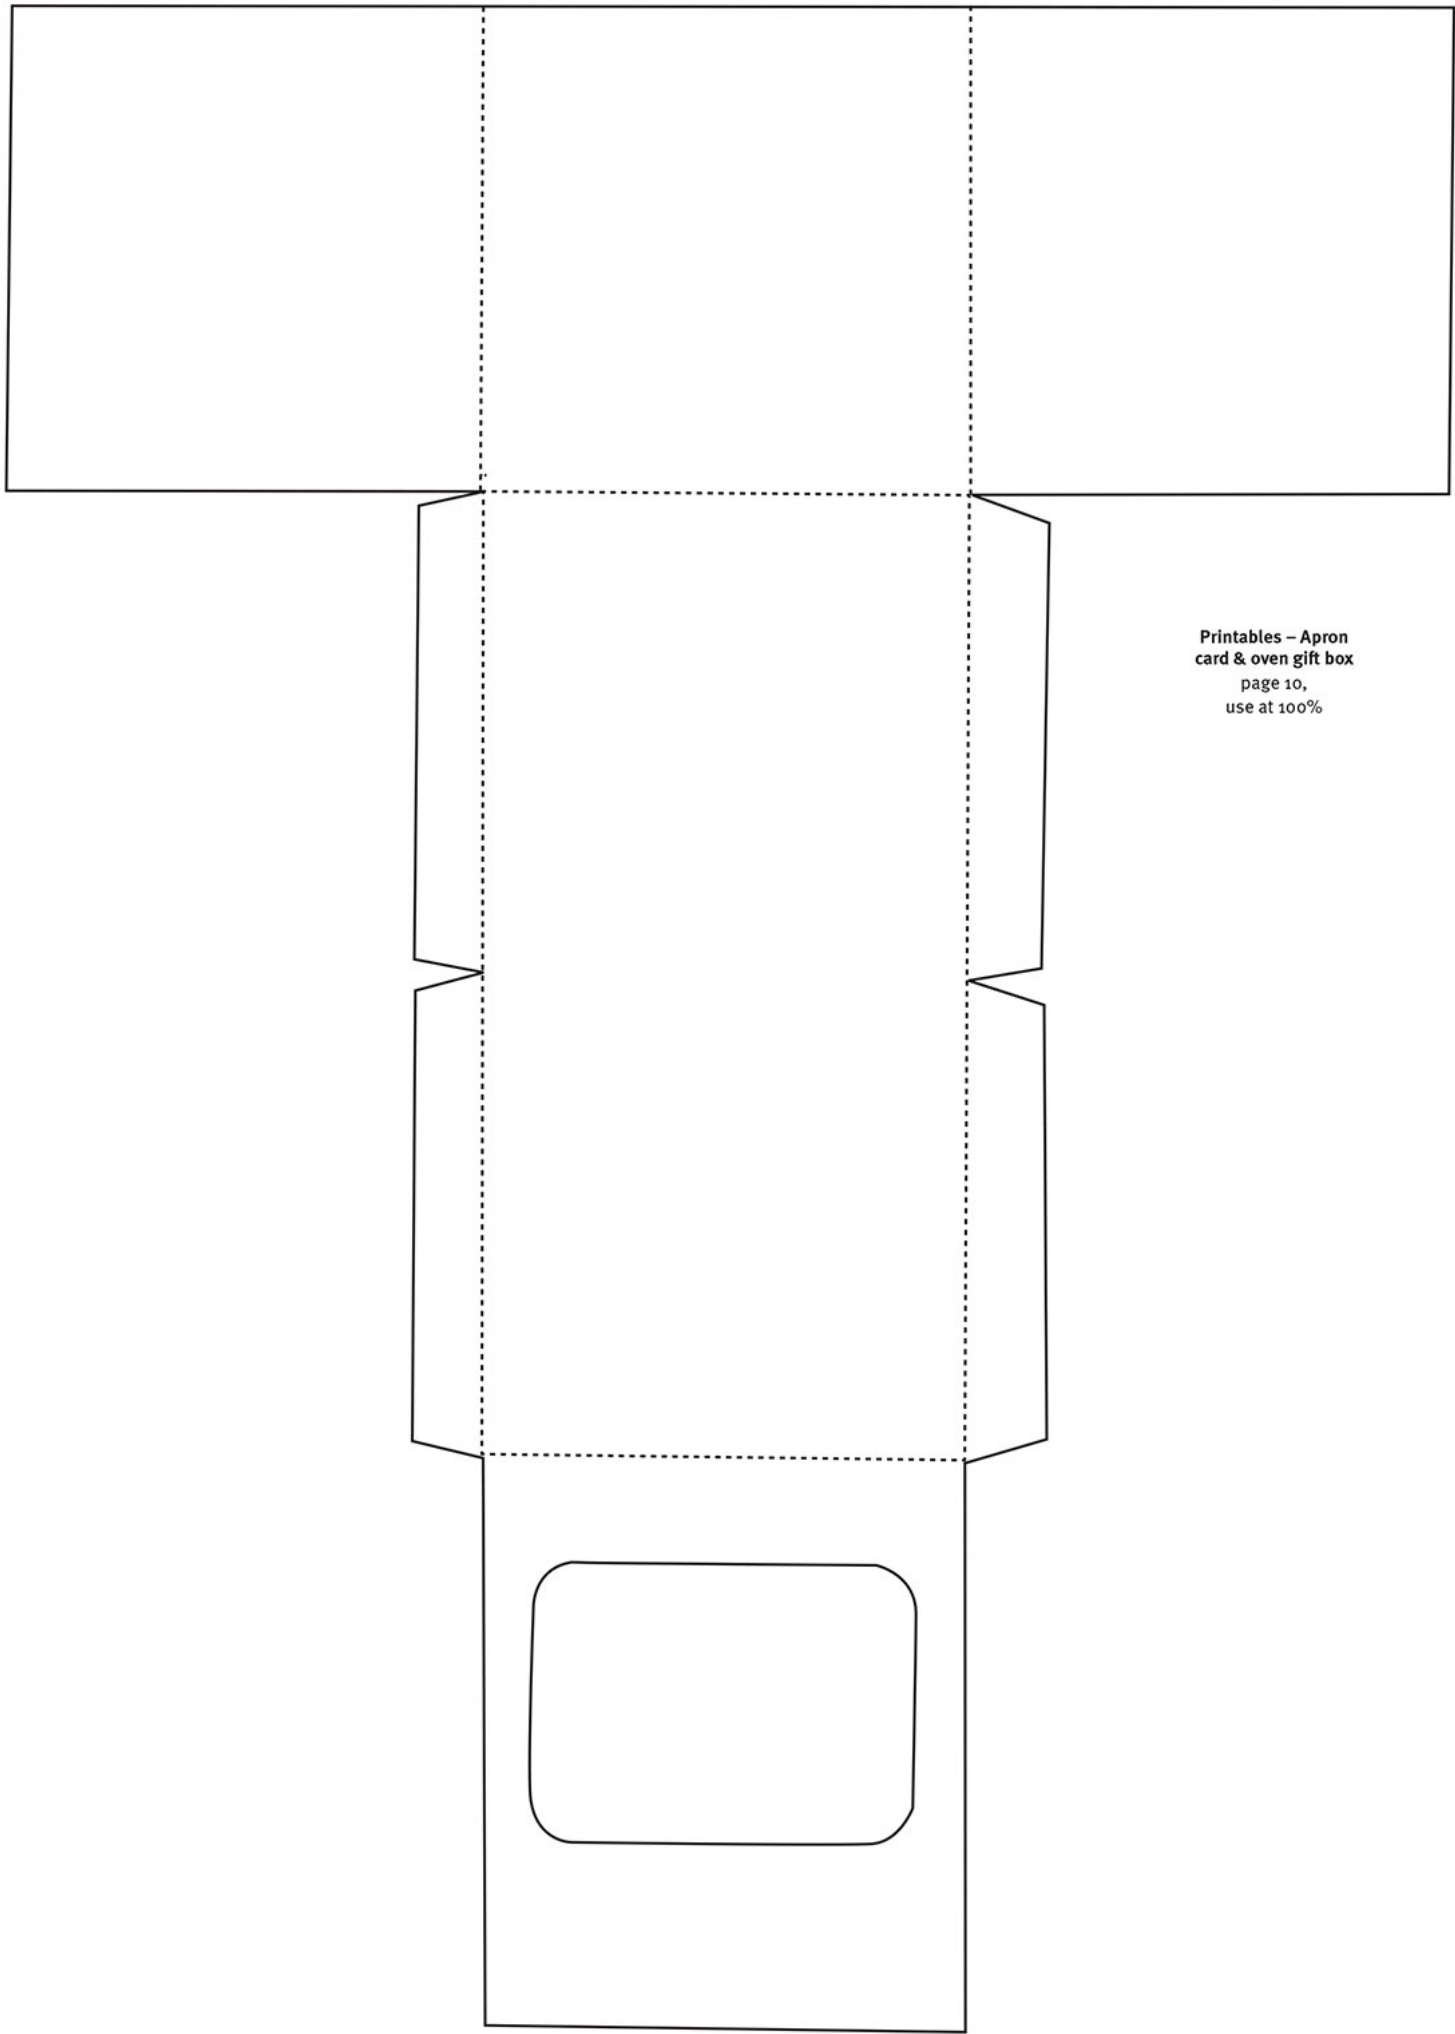 Printables – Apron
card & oven gift box
page 10,
use at 100%